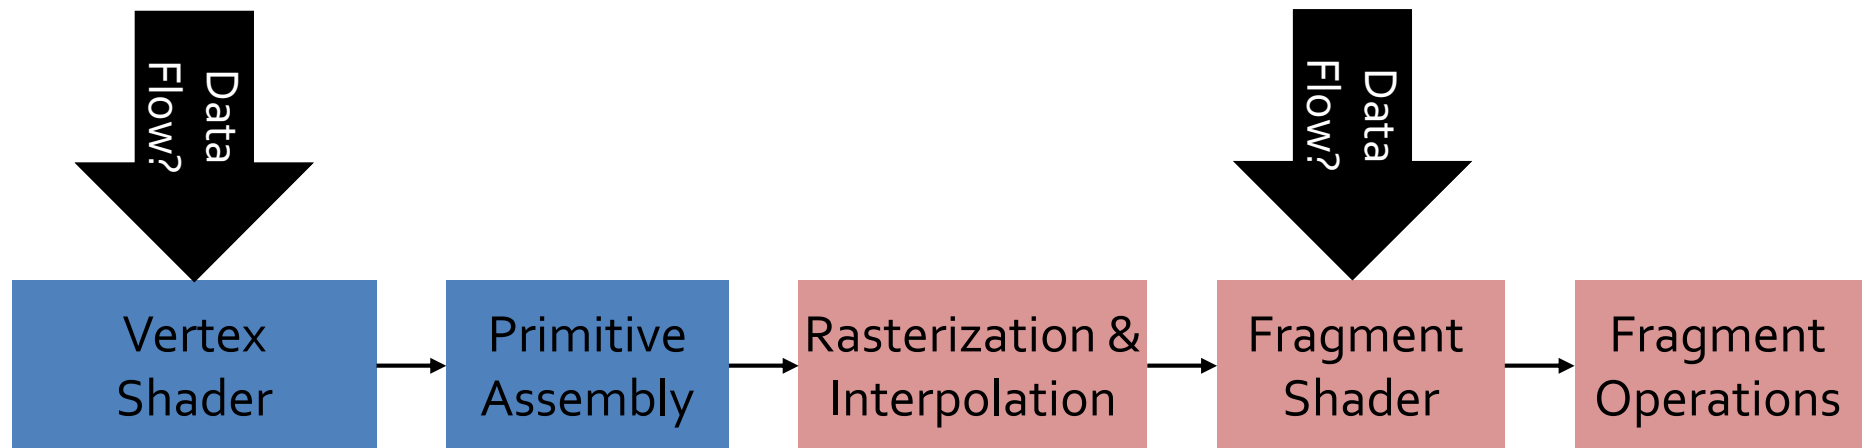 Data
Flow?
Data
Flow?
Vertex
Shader
Primitive
Assembly
Rasterization &
Interpolation
Fragment
Shader
Fragment
Operations